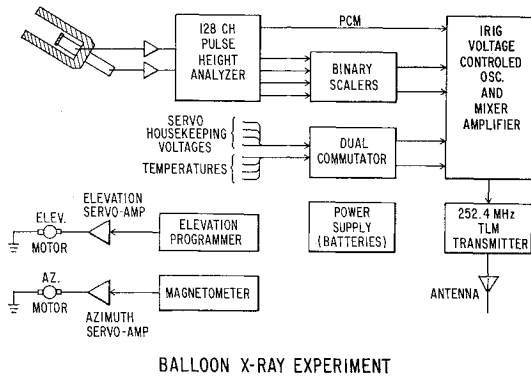 128 CH
PULSE
HEIGHT
ANALYZER
PCM
BINARY
SCALERS
IRIG
VOLTAGE
CONTROLED
OSC.
AND
MIXER
AMPLIFIER
SERVO
HOUSEKEEPING
VOLTAGES
TEMPERATURES
DUAL
COMMUTATOR
ELEVATION
SERVO-AMP
ELEV.
MOTOR
ELEVATION
PROGRAMMER
POWER
SUPPLY
(BATTERIES)
252.4 MHz
TLM
TRANSMITTER
AZ.
MOTOR
MAGNETOMETER
AZIMUTH
SERVO-AMP
ANTENNA
BALLOON X-RAY EXPERIMENT